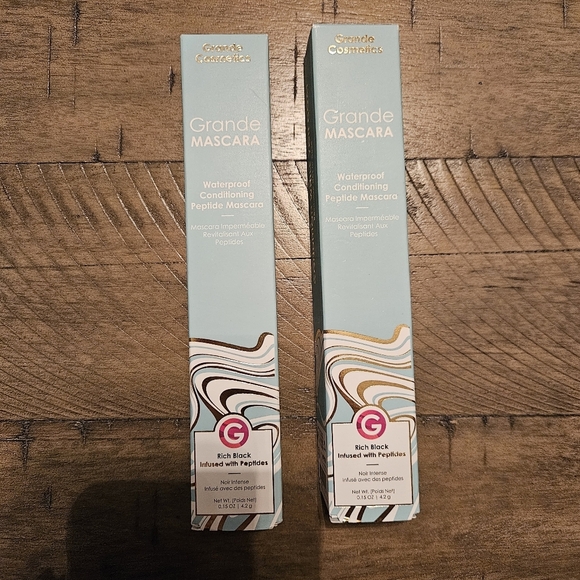 Grande
Cosmetics
Grande
MASCARA
Waterproof
Conditioning
Peptide Mascara
Mascara Imperméable
Revitalisant Aux
Peptides
G
Rich Black
Infused with Peptides
Noir Intense
infusé avec des peptides
Net Wt. (Poids Net)
0.15 OZ | 4.2 g
Grande
Cosmetics
Grande
MASCARA
Waterproof
Conditioning
Peptide Mascara
Mascara Imperméable
Revitalisant Aux
Peptides
G
Rich Black
Infused with Peptides
Noir Intense
infusé avec des peptides
Net Wt. (Poids Net)
0.15 OZ | 4.2 g